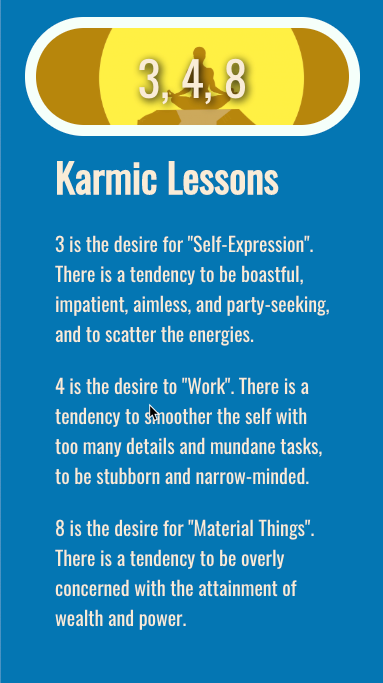 3, 4, 8
Karmic Lessons
3 is the desire for "Self-Expression".
There is a tendency to be boastful,
impatient, aimless, and party-seeking,
and to scatter the energies.
4 is the desire to "Work". There is a
tendency to smoother the self with
too many details and mundane tasks,
to be stubborn and narrow-minded.
8 is the desire for "Material Things".
There is a tendency to be overly
concerned with the attainment of
wealth and power.